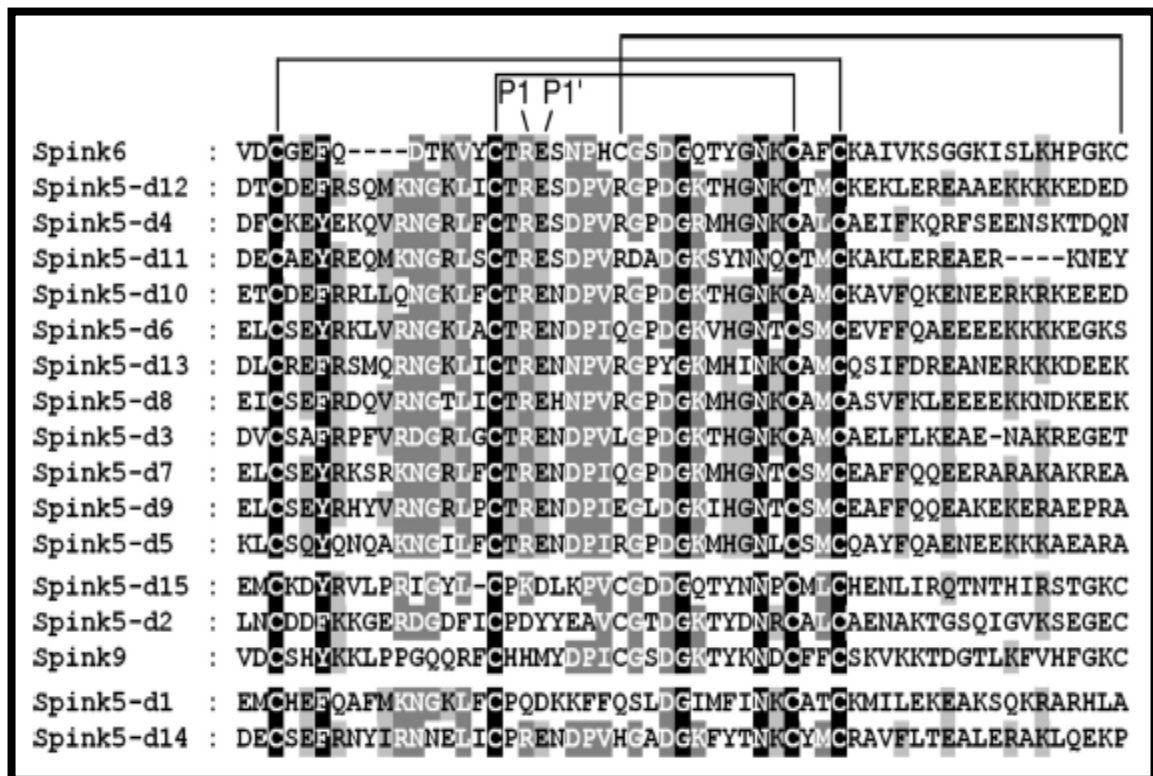 P1 P1'
Spink6 : VDCGEFQ----DTKVYCTRESNPHCGSDGQTYGNKCAFCKAIVKSGGKISLKHPGKC
Spink5-d12 : DTCDEFRSQMKNGKLICTRESDPVRGPDGKTHGNKCTMCKEKLEREAAEKKKKEDED
Spink5-d4 : DFCKEYEKQVRNGRLFCTRESDPVRGPDGRMHGNKCALCAEIFKQRFSEENSKTDQN
Spink5-d11 : DECAEYREQMKNGRLSCTRESDPVRDADGKSYNNQCTMCKAKLEREAER----KNEY
Spink5-d10 : ETCDEFRRLLQNGKLFCTRENDPVRGPDGKTHGNKCAMCKAVFQKENEERKRKEEED
Spink5-d6 : ELCSEYRKLVRNGKLACTRENDPIQGPDGKVHGNTCSMCEVFFQAEEEEKKKKEGKS
Spink5-d13 : DLCREFRSMQRNGKLICTRENNPVRGPYGKMHINKCAMCQSIFDREANERKKKDEEK
Spink5-d8 : EICSEFRDQVRNGTLICTREHNPVRGPDGKMHGNKCAMCASVFKLEEEEKKNDKEEK
Spink5-d3 : DVCSAFRPFVRDGRLGCTRENDPVLGPDGKTHGNKCAMCAELFLKEAE-NAKREGET
Spink5-d7 : ELCSEYRKSRKNGRLFCTRENDPIQGPDGKMHGNTCSMCEAFFQQEERARAKAKREA
Spink5-d9 : ELCSEYRHYVRNGRLPCTRENDPIEGLDGKIHGNTCSMCEAFFQQEAKEKERAEPRA
Spink5-d5 : KLCSQYQNQAKNGILFCTRENDPIRGPDGKMHGNLCSMCQAYFQAENEEKKKAEARA
Spink5-d15 : EMCKDYRVLPRIGYL-CPKDLKPVCGDDGQTYNNPCMLCHENLIRQTNTHIRSTGKC
Spink5-d2 : LNCDDFKKGERDGDFICPDYYEAVCGTDGKTYDNRCALCAENAKTGSQIGVKSEGEC
Spink9 : VDCSHYKKLPPGQQRFCHHMYDPICGSDGKTYKNDCFFCSKVKKTDGTLKFVHFGKC
Spink5-d1 : EMCHEFQAFMKNGKLFCPQDKKFFQSLDGIMFINKCATCKMILEKEAKSQKRARHLA
Spink5-d14 : DECSEFRNYIRNNELICPRENDPVHGADGKFYTNKCYMCRAVFLTEALERAKLQEKP